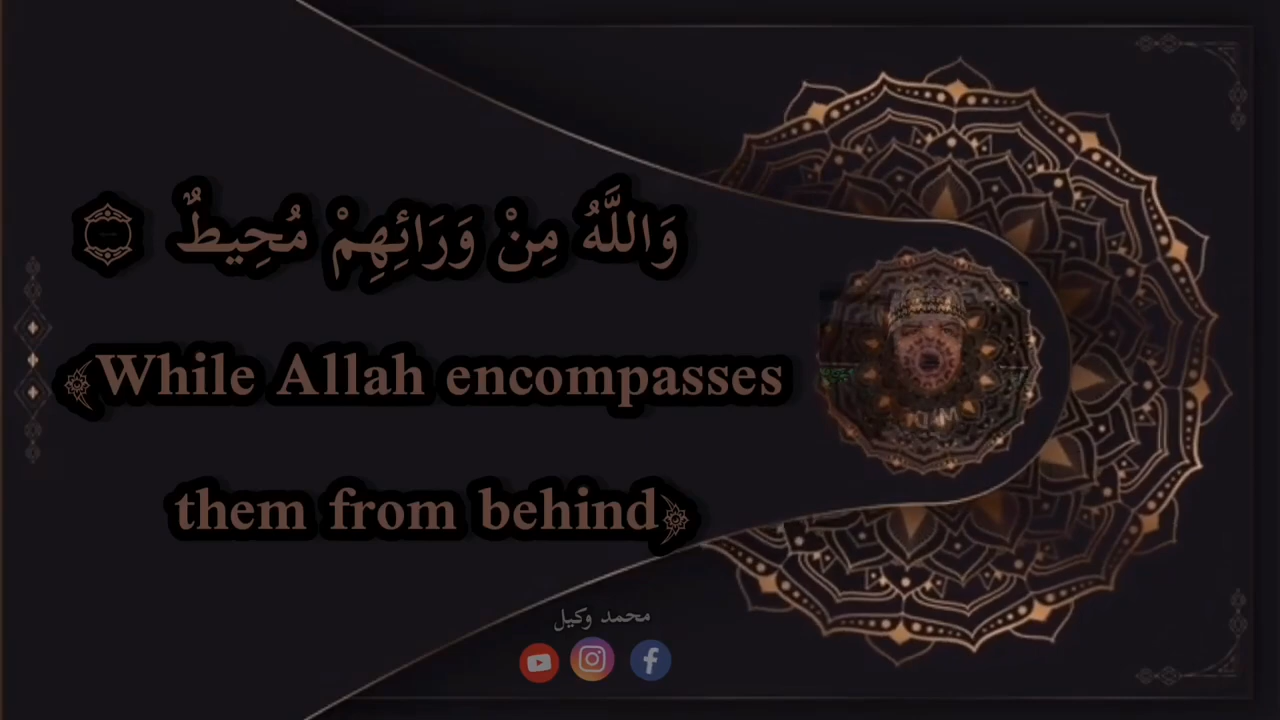 وَاللَّهُ مِنْ وَرَائِهِمْ مُحِيطٌ ۝
﴿While Allah encompasses
them from behind﴾
محمد وكيل